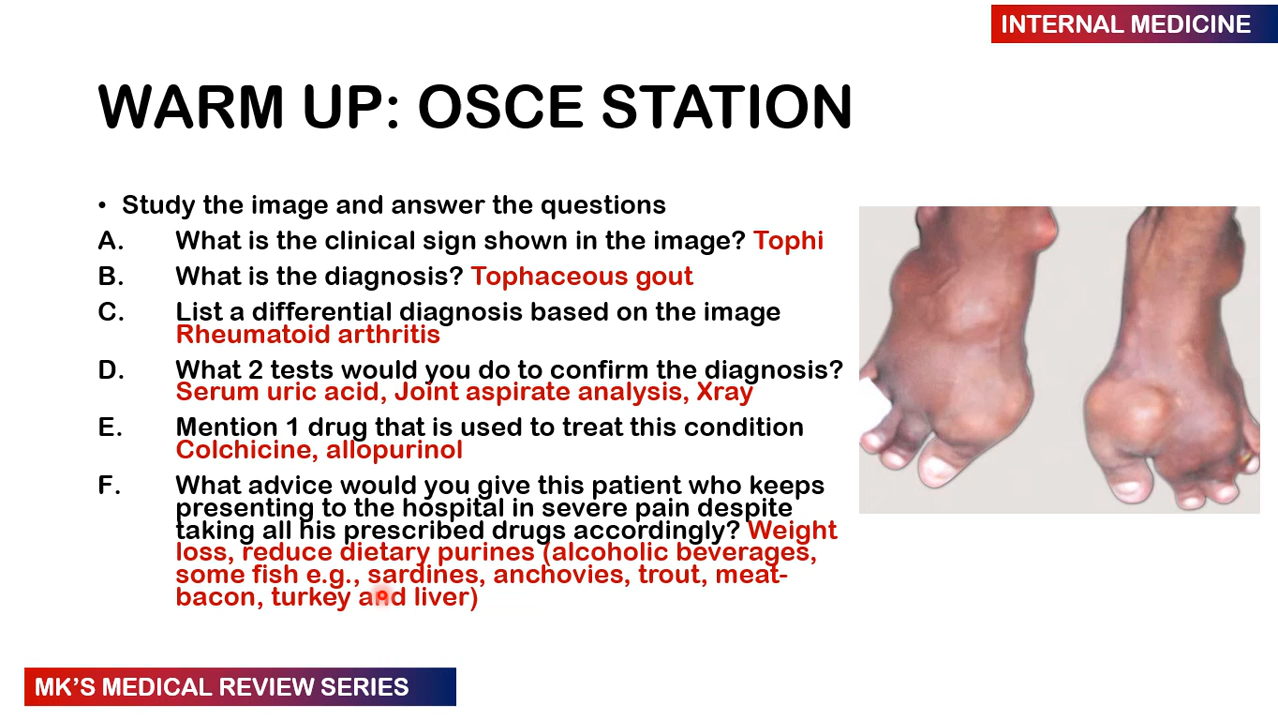 INTERNAL MEDICINE
WARM UP: OSCE STATION
• Study the image and answer the questions
A. What is the clinical sign shown in the image? Tophi
B. What is the diagnosis? Tophaceous gout
C. List a differential diagnosis based on the image
Rheumatoid arthritis
D. What 2 tests would you do to confirm the diagnosis?
Serum uric acid, Joint aspirate analysis, Xray
E. Mention 1 drug that is used to treat this condition
Colchicine, allopurinol
F. What advice would you give this patient who keeps
presenting to the hospital in severe pain despite
taking all his prescribed drugs accordingly? Weight
loss, reduce dietary purines (alcoholic beverages,
some fish e.g., sardines, anchovies, trout, meat-
bacon, turkey and liver)
MK’S MEDICAL REVIEW SERIES